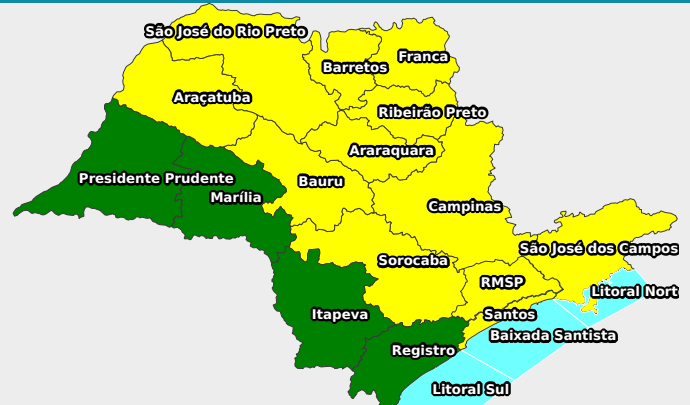 São José do Rio Preto
Franca
Barretos
Araçatuba
Ribeirão Preto
Araraquara
Presidente Prudente
Bauru
Marília
Campinas
São José dos Campos
Sorocaba
RMSP
Litoral Nort
Itapeva
Santos
Baixada Santista
Registro
Litoral Sul